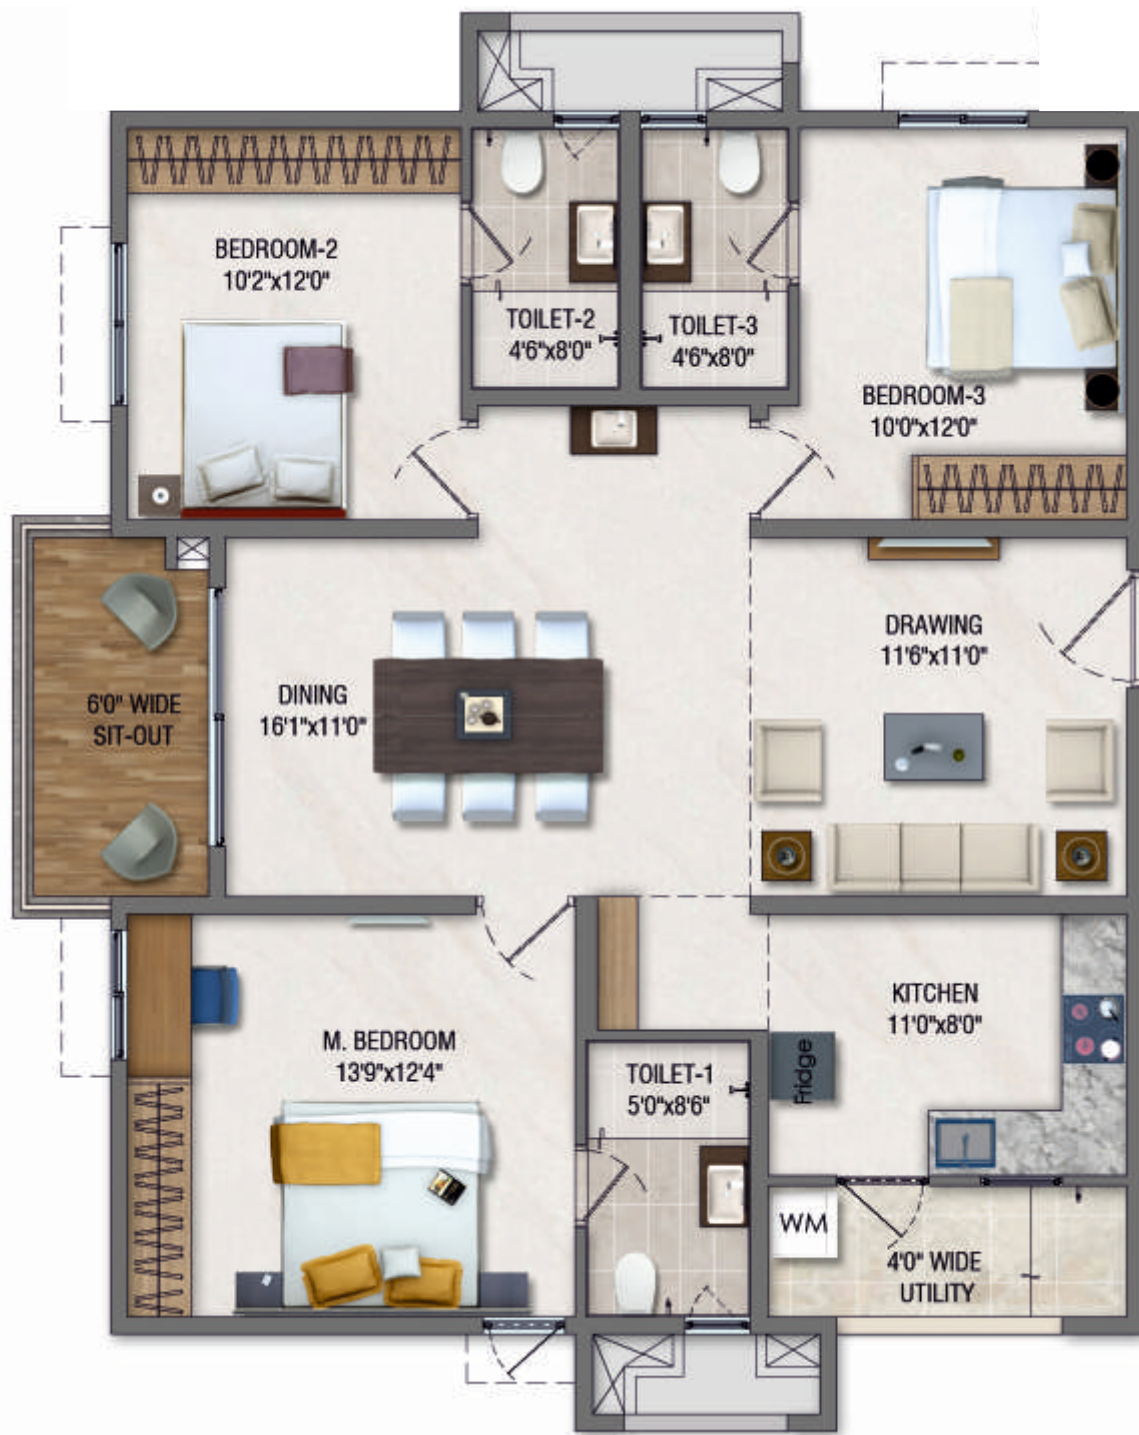 BEDROOM-2
10'2"x12'0"
TOILET-2
4'6"x8'0"
TOILET-3
4'6"x8'0"
BEDROOM-3
10'0"x12'0"
DRAWING
11'6"x11'0"
DINING
16'1"x11'0"
6'0" WIDE
SIT-OUT
KITCHEN
11'0"x8'0"
M. BEDROOM
13'9"x12'4"
Fridge
TOILET-1
5'0"x8'6"
WM
4'0" WIDE
UTILITY